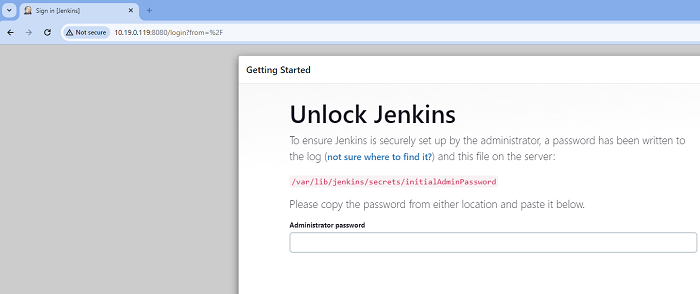 Sign in [Jenkins]
Not secure 10.19.0.119:8080/login?from=%2F
Getting Started
Unlock Jenkins
To ensure Jenkins is securely set up by the administrator, a password has been written to
the log (not sure where to find it?) and this file on the server:
/var/lib/jenkins/secrets/initialAdminPassword
Please copy the password from either location and paste it below.
Administrator password